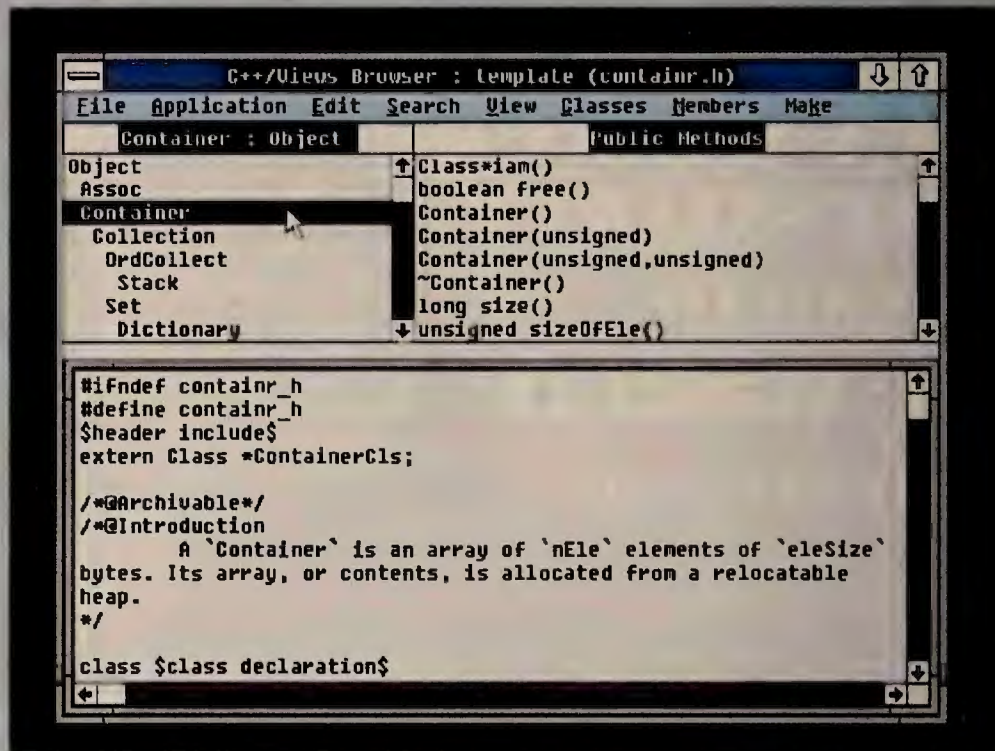 C++/Views Browser : template (containr.h)
File Application Edit Search View Classes Members Make
Container : Object
Public Methods
Object
Assoc
Container
Collection
OrdCollect
Stack
Set
Dictionary
Class*iam()
boolean free()
Container()
Container(unsigned)
Container(unsigned,unsigned)
~Container()
long size()
unsigned sizeOfEle()
#ifndef containr_h
#define containr_h
$header include$
extern Class *ContainerCls;
/*@Archivable*/
/*@Introduction
A `Container` is an array of `nEle` elements of `eleSize`
bytes. Its array, or contents, is allocated from a relocatable
heap.
*/
class $class declaration$